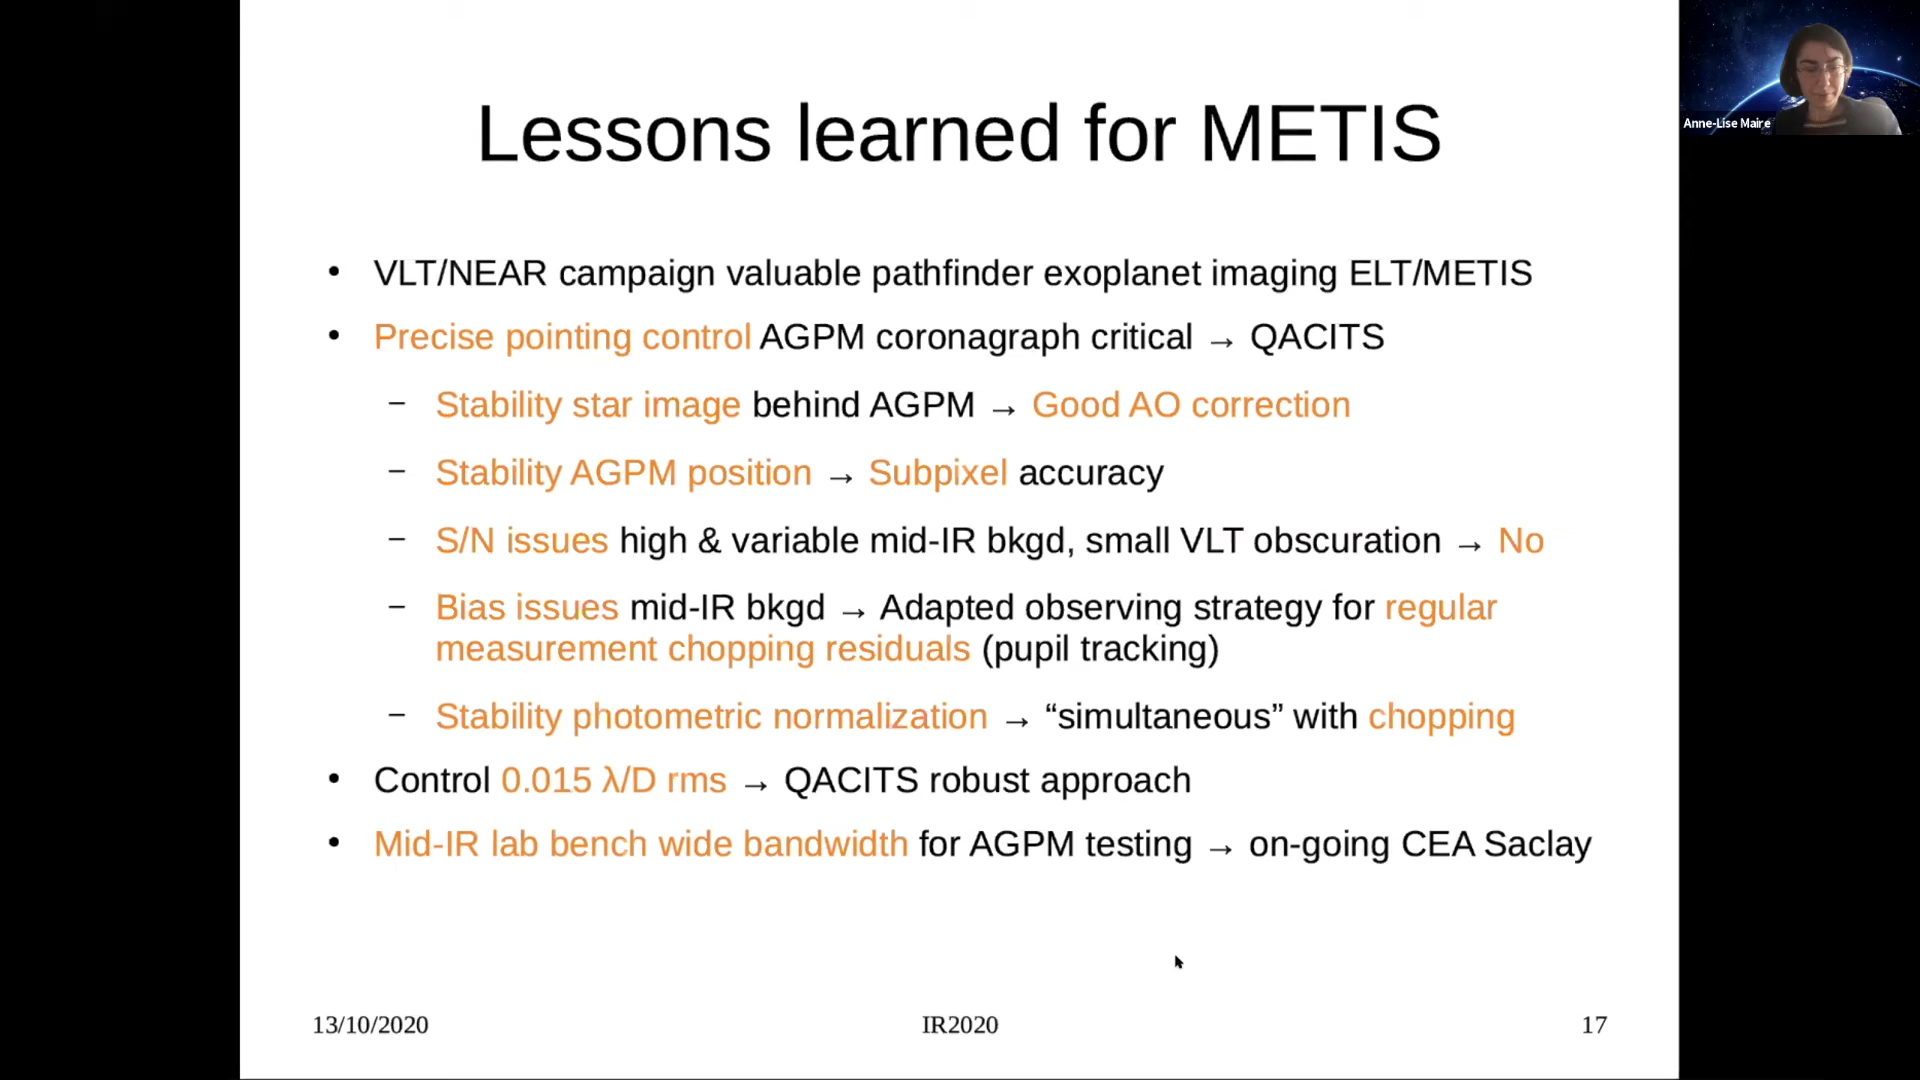 Lessons learned for METIS
Anne-Lise Maire
• VLT/NEAR campaign valuable pathfinder exoplanet imaging ELT/METIS
• Precise pointing control AGPM coronagraph critical → QACITS
– Stability star image behind AGPM → Good AO correction
– Stability AGPM position → Subpixel accuracy
– S/N issues high & variable mid-IR bkgd, small VLT obscuration → No
– Bias issues mid-IR bkgd → Adapted observing strategy for regular
measurement chopping residuals (pupil tracking)
– Stability photometric normalization → “simultaneous” with chopping
• Control 0.015 λ/D rms → QACITS robust approach
• Mid-IR lab bench wide bandwidth for AGPM testing → on-going CEA Saclay
13/10/2020 IR2020 17